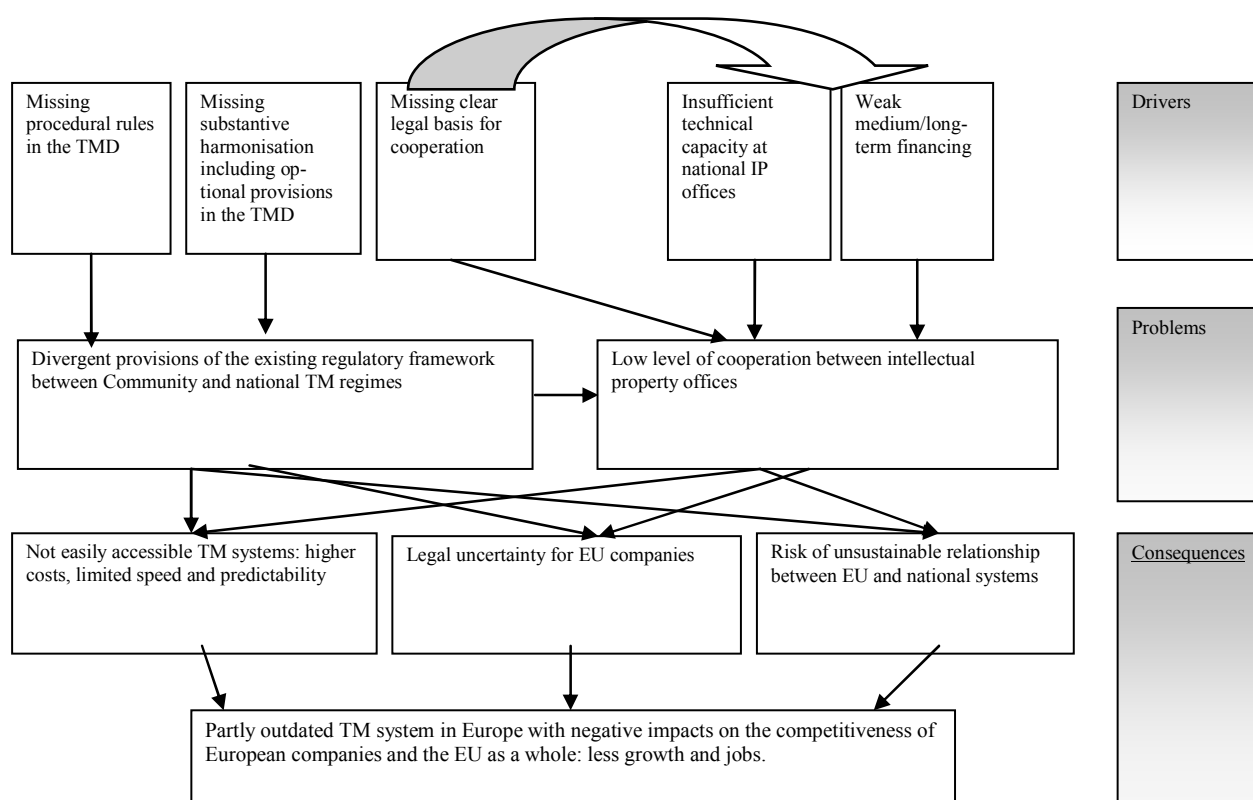 Missing
procedural rules
in the TMD
Missing
substantive
harmonisation
including op-
tional provisions
in the TMD
Missing clear
legal basis for
cooperation
Insufficient
technical
capacity at
national IP
offices
Weak
medium/long-
term financing
Drivers
Divergent provisions of the existing regulatory framework
between Community and national TM regimes
Low level of cooperation between intellectual
property offices
Problems
Not easily accessible TM systems: higher
costs, limited speed and predictability
Legal uncertainty for EU companies
Risk of unsustainable relationship
between EU and national systems
Consequences
Partly outdated TM system in Europe with negative impacts on the competitiveness of
European companies and the EU as a whole: less growth and jobs.